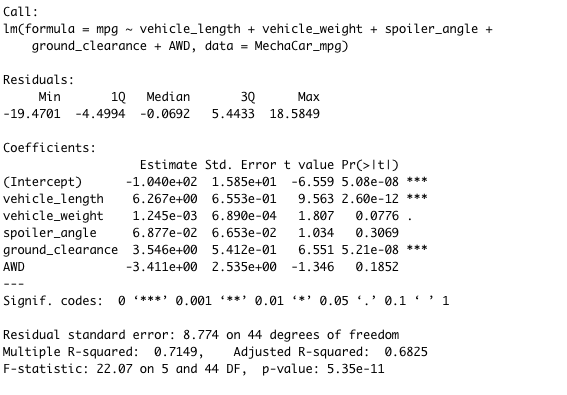 Call:
lm(formula = mpg ~ vehicle_length + vehicle_weight + spoiler_angle +
    ground_clearance + AWD, data = MechaCar_mpg)
Residuals:
     Min       1Q   Median       3Q      Max
-19.4701  -4.4994  -0.0692   5.4433  18.5849
Coefficients:
                   Estimate Std. Error t value Pr(>|t|)
(Intercept)      -1.040e+02  1.585e+01  -6.559 5.08e-08 ***
vehicle_length    6.267e+00  6.553e-01   9.563 2.60e-12 ***
vehicle_weight    1.245e-03  6.890e-04   1.807   0.0776 .
spoiler_angle     6.877e-02  6.653e-02   1.034   0.3069
ground_clearance  3.546e+00  5.412e-01   6.551 5.21e-08 ***
AWD              -3.411e+00  2.535e+00  -1.346   0.1852
---
Signif. codes:  0 ‘***’ 0.001 ‘**’ 0.01 ‘*’ 0.05 ‘.’ 0.1 ‘ ’ 1
Residual standard error: 8.774 on 44 degrees of freedom
Multiple R-squared:  0.7149,    Adjusted R-squared:  0.6825
F-statistic: 22.07 on 5 and 44 DF,  p-value: 5.35e-11